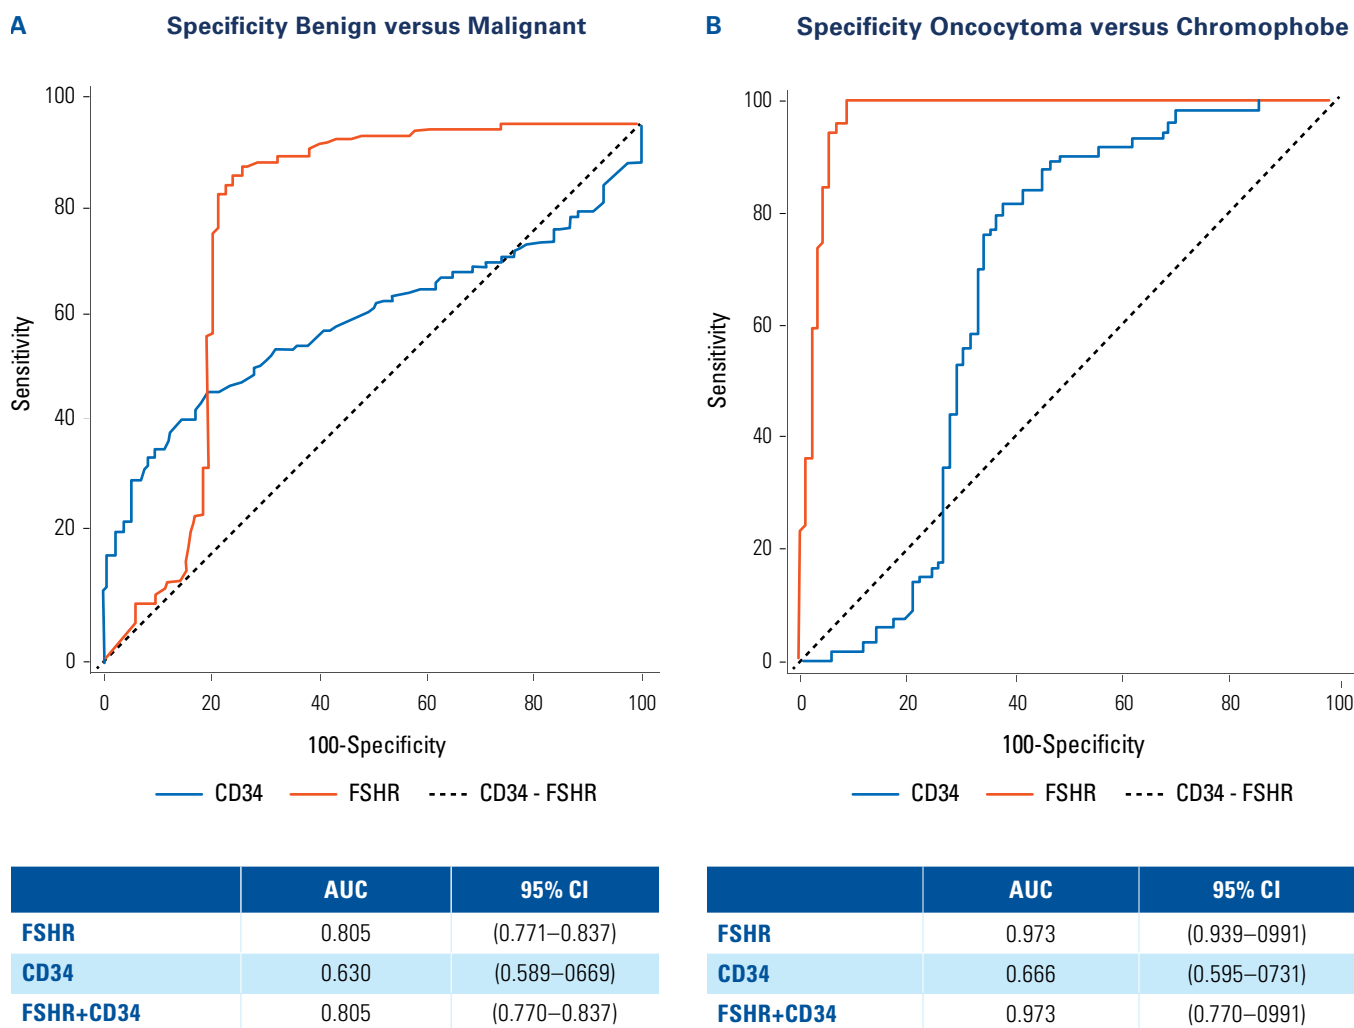 A Specificity Benign versus Malignant
100
80
60
40
20
0
Sensitivity
0 20 40 60 80 100
100-Specificity
CD34 FSHR CD34 - FSHR
AUC 95% CI
FSHR 0.805 (0.771–0.837)
CD34 0.630 (0.589–0669)
FSHR+CD34 0.805 (0.770–0.837)
B Specificity Oncocytoma versus Chromophobe
100
80
60
40
20
0
Sensitivity
0 20 40 60 80 100
100-Specificity
CD34 FSHR CD34 - FSHR
AUC 95% CI
FSHR 0.973 (0.939–0991)
CD34 0.666 (0.595–0731)
FSHR+CD34 0.973 (0.770–0991)